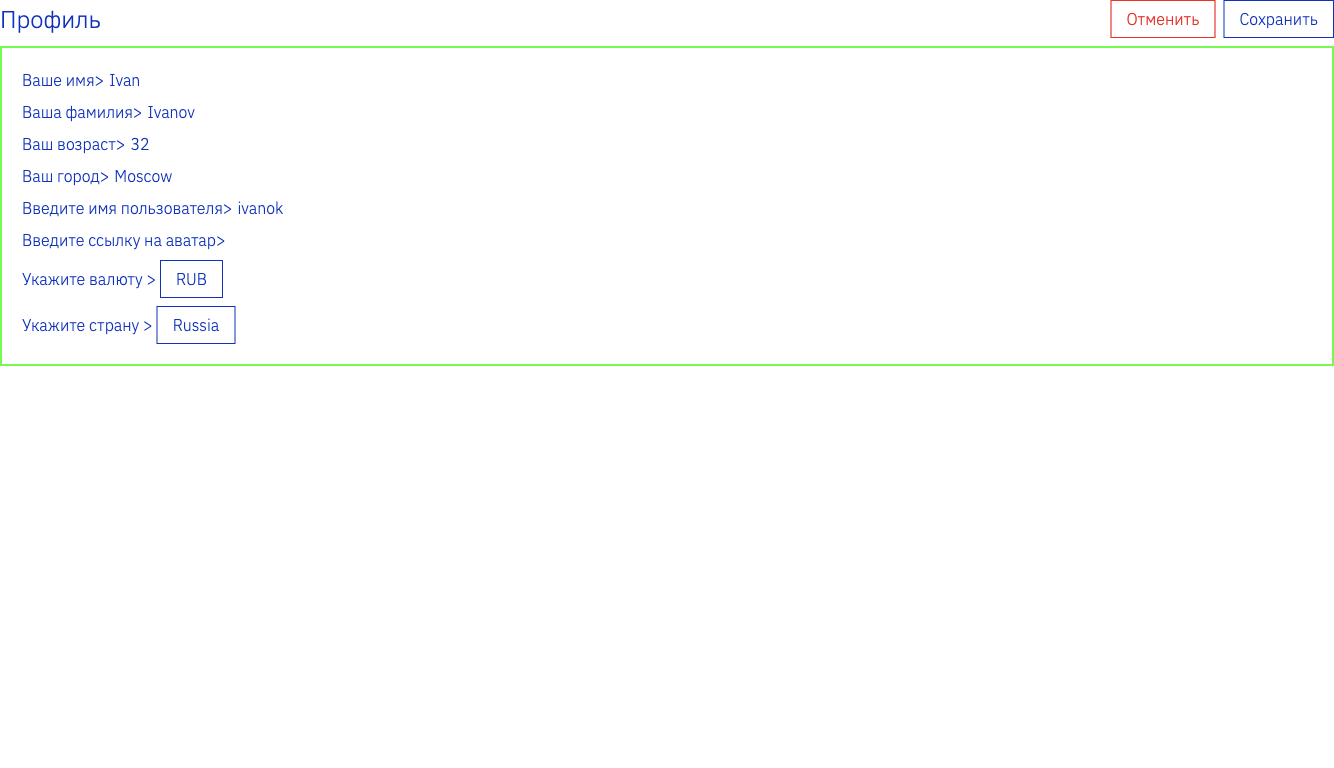 Профиль
Отменить
Сохранить
Ваше имя> Ivan
Ваша фамилия> Ivanov
Ваш возраст> 32
Ваш город> Moscow
Введите имя пользователя> ivanok
Введите ссылку на аватар>
Укажите валюту > RUB
Укажите страну > Russia